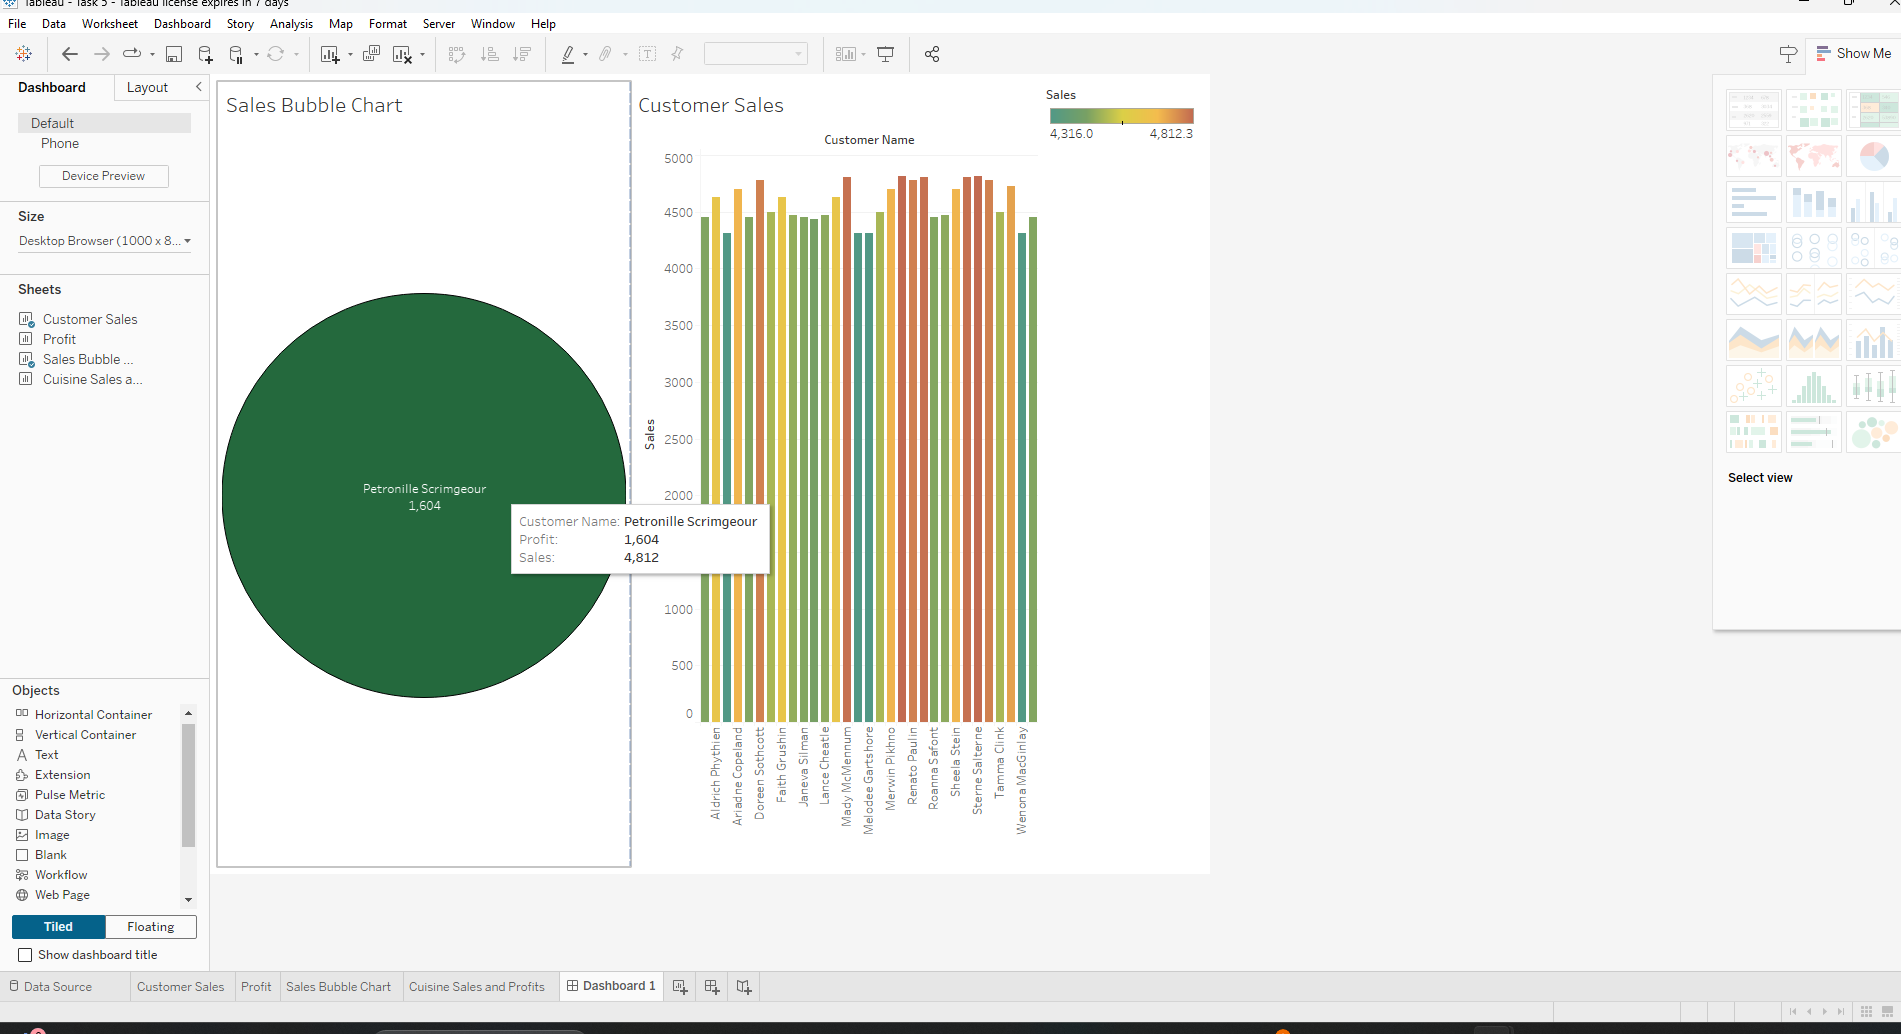 Tableau - Task 5 - Tableau license expires in 7 days
File Data Worksheet Dashboard Story Analysis Map Format Server Window Help
Show Me
Dashboard Layout
Default
Phone
Device Preview
Size
Desktop Browser (1000 x 8...
Sheets
Customer Sales
Profit
Sales Bubble ...
Cuisine Sales a...
Objects
Horizontal Container
Vertical Container
Text
Extension
Pulse Metric
Data Story
Image
Blank
Workflow
Web Page
Tiled Floating
Show dashboard title
Sales Bubble Chart
Petronille Scrimgeour
1,604
Customer Name: Petronille Scrimgeour
Profit: 1,604
Sales: 4,812
Customer Sales
Customer Name
Sales
5000
4500
4000
3500
3000
2500
2000
1000
500
0
Aldrich Phythien
Ariadne Copeland
Doreen Sothcott
Faith Grushin
Janeva Silman
Lance Cheatle
Mady McMennum
Melodee Gartshore
Merwin Pikhno
Renato Paulin
Roanna Safont
Sheela Stein
Sterne Salterne
Tamma Clink
Wenona MacGinlay
Sales
4,316.0 4,812.3
Select view
Data Source Customer Sales Profit Sales Bubble Chart Cuisine Sales and Profits Dashboard 1